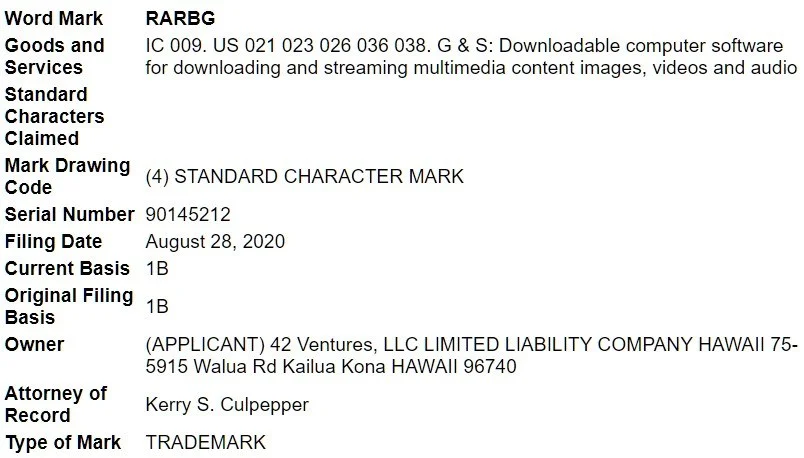 Word Mark RARBG
Goods and IC 009. US 021 023 026 036 038. G & S: Downloadable computer software
Services for downloading and streaming multimedia content images, videos and audio
Standard
Characters
Claimed
Mark Drawing
Code (4) STANDARD CHARACTER MARK
Serial Number 90145212
Filing Date August 28, 2020
Current Basis 1B
Original Filing
Basis 1B
Owner (APPLICANT) 42 Ventures, LLC LIMITED LIABILITY COMPANY HAWAII 75-
5915 Walua Rd Kailua Kona HAWAII 96740
Attorney of
Record Kerry S. Culpepper
Type of Mark TRADEMARK